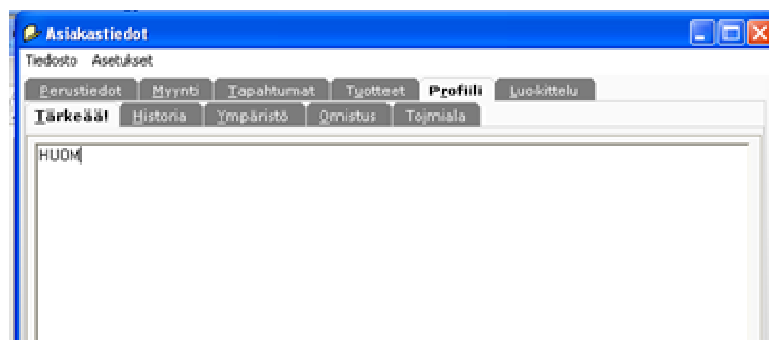 Asiakastiedot
Tiedosto Asetukset
Perustiedot Myynti Tapahtumat Tuotteet Profiili Luokittelu
Tärkeää! Historia Ympäristö Omistus Toimiala
HUOM